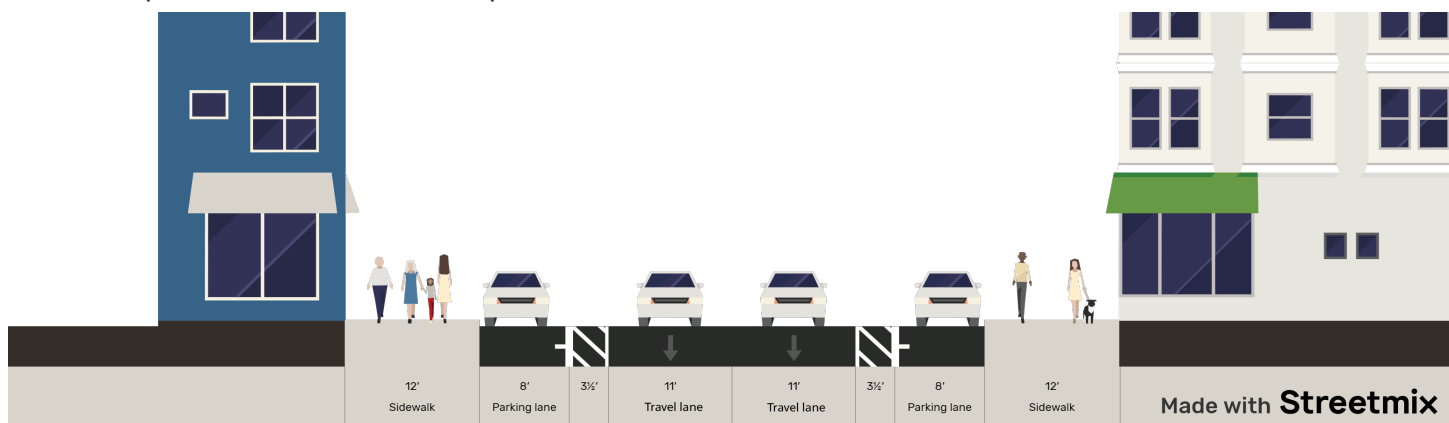 12′
8′
3½′
11′
11′
3½′
8′
12′
Sidewalk
Parking lane
Travel lane
Travel lane
Parking lane
Sidewalk
Made with Streetmix